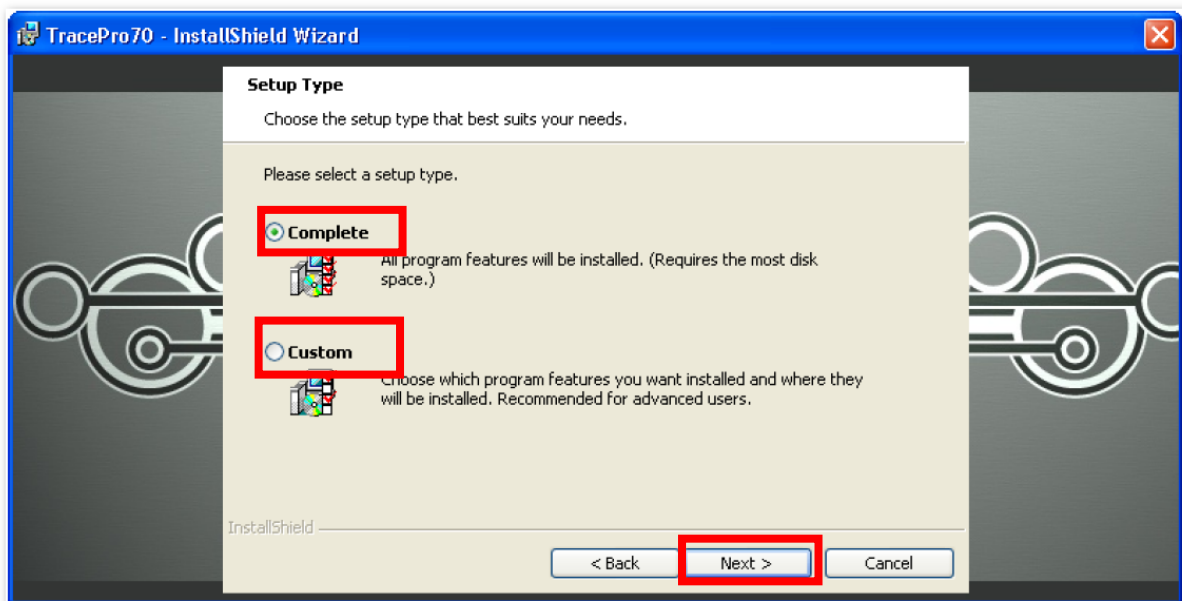 TracePro70 - InstallShield Wizard
Setup Type
Choose the setup type that best suits your needs.
Please select a setup type.
Complete
All program features will be installed. (Requires the most disk
space.)
Custom
Choose which program features you want installed and where they
will be installed. Recommended for advanced users.
InstallShield
< Back Next > Cancel